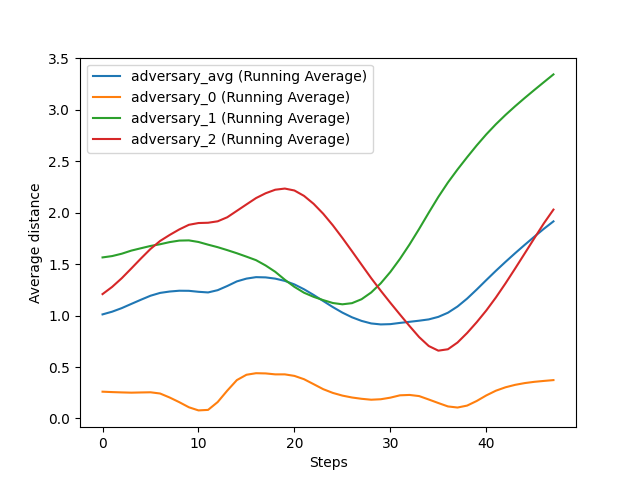 adversary_avg (Running Average)
adversary_0 (Running Average)
adversary_1 (Running Average)
adversary_2 (Running Average)
3.5
3.0
2.5
2.0
1.5
1.0
0.5
0.0
Average distance
0 10 20 30 40
Steps